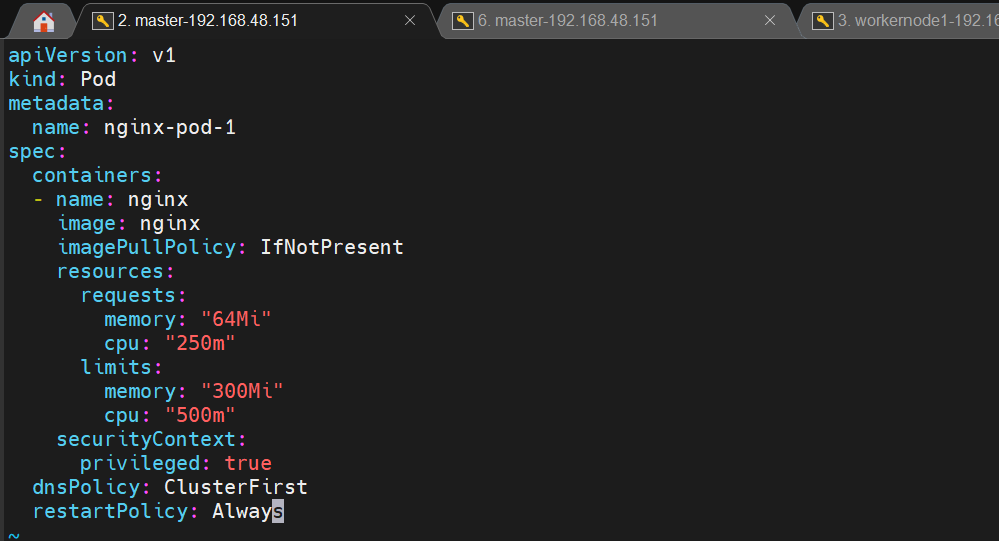 2. master-192.168.48.151
6. master-192.168.48.151
3. workernode1-192.16
apiVersion: v1
kind: Pod
metadata:
  name: nginx-pod-1
spec:
  containers:
  - name: nginx
    image: nginx
    imagePullPolicy: IfNotPresent
    resources:
      requests:
        memory: "64Mi"
        cpu: "250m"
      limits:
        memory: "300Mi"
        cpu: "500m"
    securityContext:
      privileged: true
  dnsPolicy: ClusterFirst
  restartPolicy: Always
~